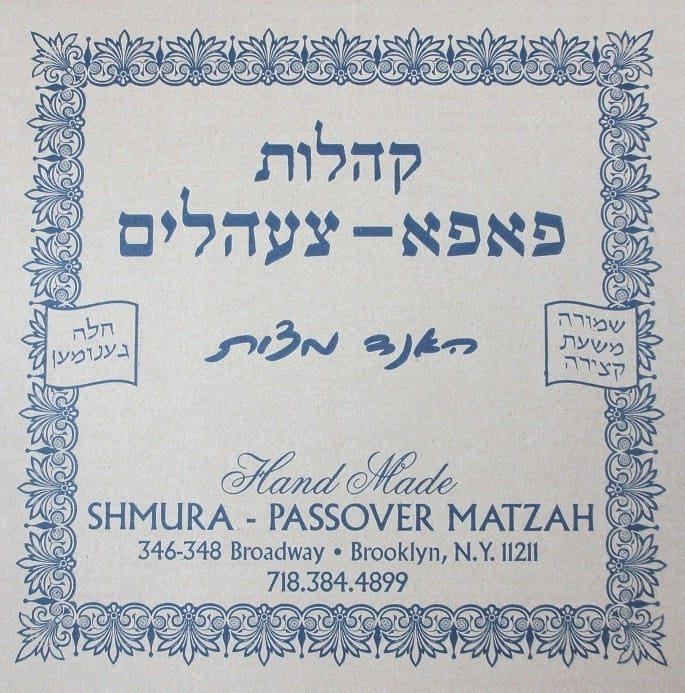 קהלות
פאפא – צעהלים
שמורה
משעת
קצירה
האנד מצות
חלה
גענומען
Hand Made
SHMURA - PASSOVER MATZAH
346-348 Broadway • Brooklyn, N.Y. 11211
718.384.4899